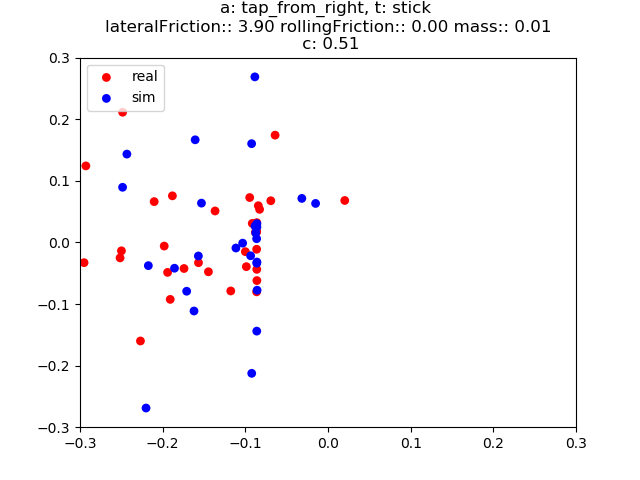 a: tap_from_right, t: stick
lateralFriction:: 3.90 rollingFriction:: 0.00 mass:: 0.01
c: 0.51
real
sim
0.3
0.2
0.1
0.0
−0.1
−0.2
−0.3
−0.3 −0.2 −0.1 0.0 0.1 0.2 0.3